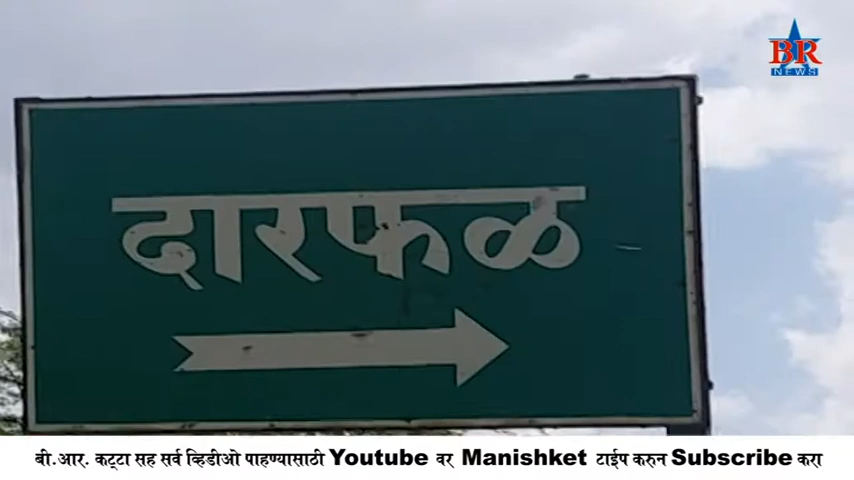 BR
NEWS
दारफळ
बी.आर. कट्टा सह सर्व व्हिडीओ पाहण्यासाठी Youtube वर Manishket टाईप करुन Subscribe करा